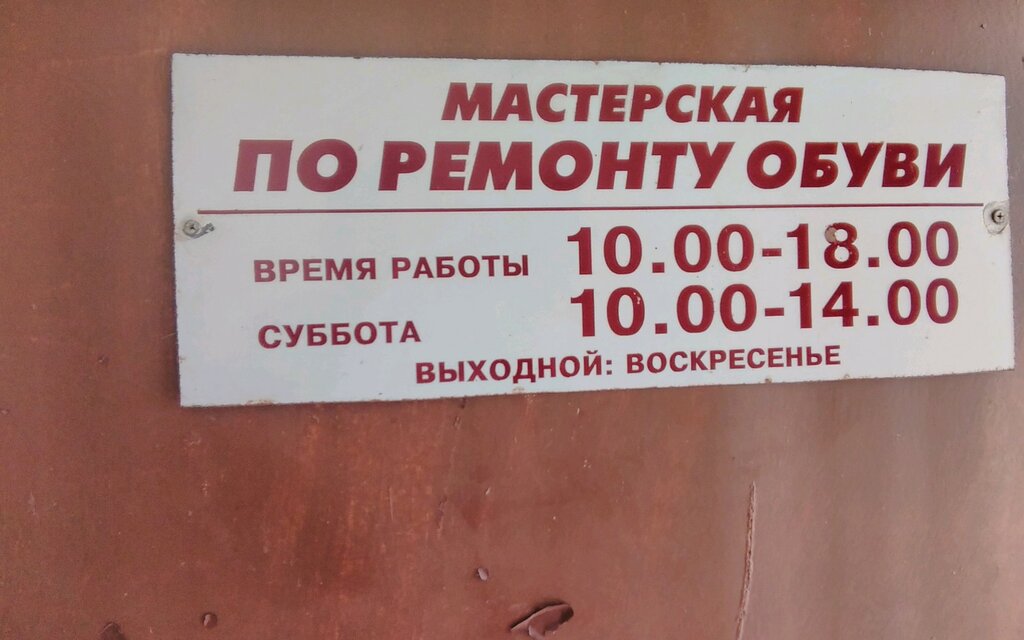 МАСТЕРСКАЯ
ПО РЕМОНТУ ОБУВИ
ВРЕМЯ РАБОТЫ 10.00-18.00
СУББОТА 10.00-14.00
ВЫХОДНОЙ: ВОСКРЕСЕНЬЕ